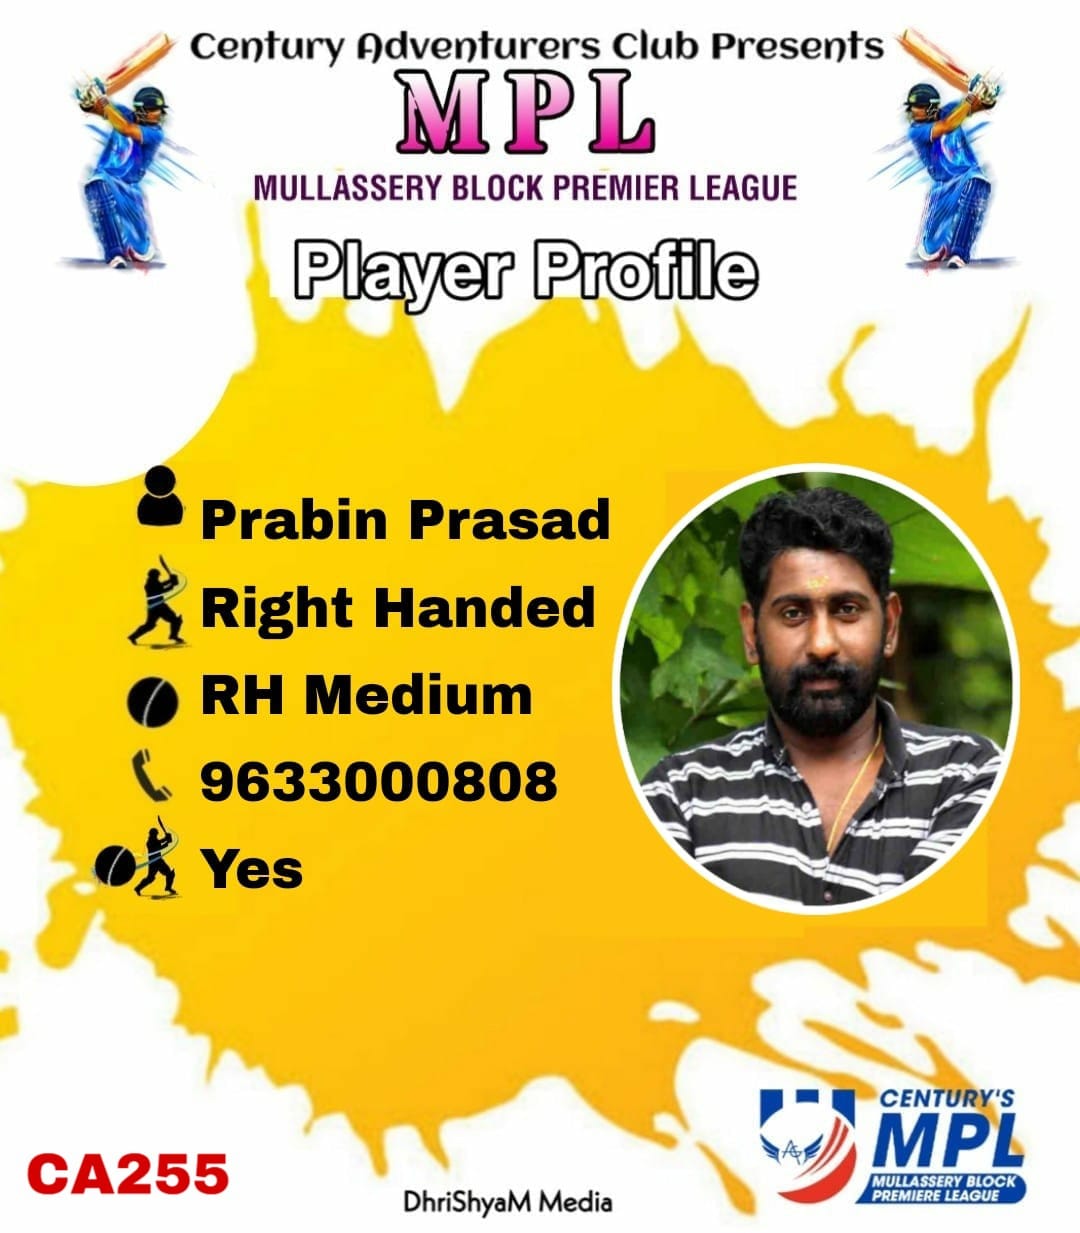 Century Adventurers Club Presents
MPL
MULLASSERY BLOCK PREMIER LEAGUE
Player Profile
Prabin Prasad
Right Handed
RH Medium
9633000808
Yes
CA255
DhriShyaM Media
CENTURY'S
MPL
MULLASSERY BLOCK
PREMIERE LEAGUE